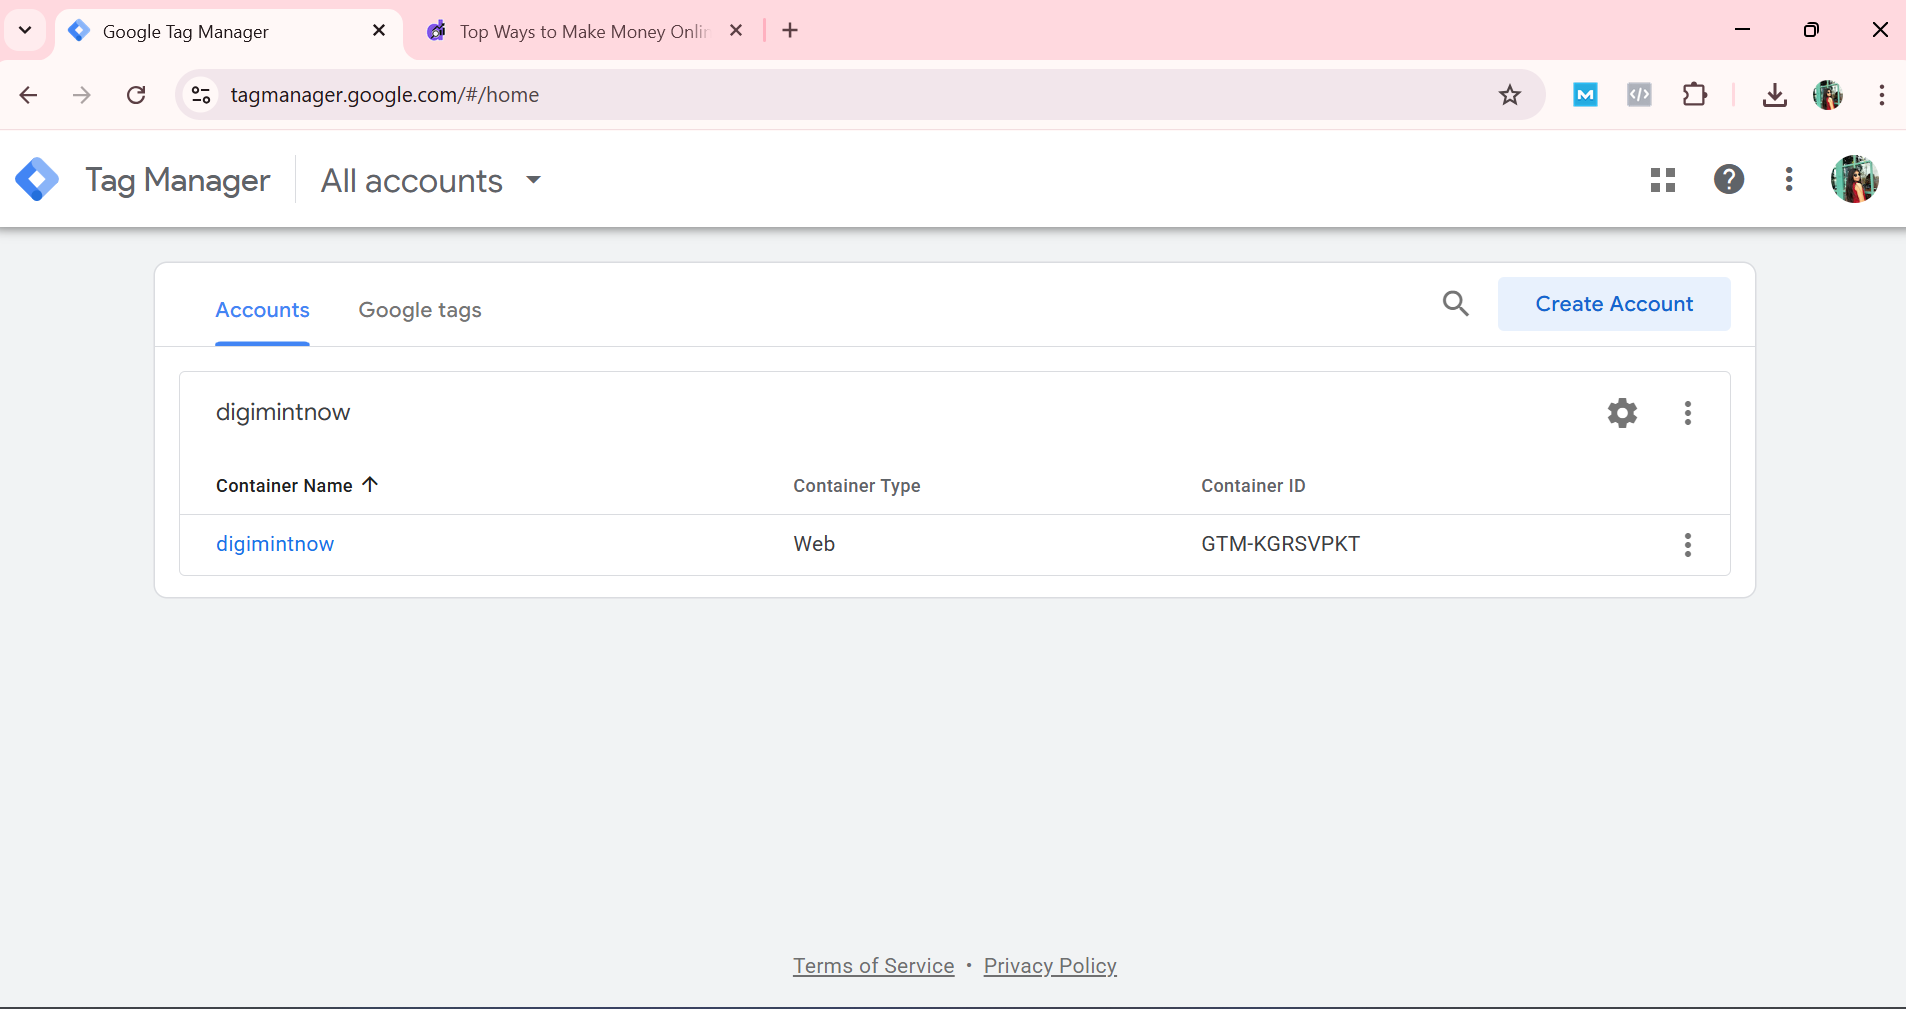 Google Tag Manager
Top Ways to Make Money Onlin
tagmanager.google.com/#/home
Tag Manager
All accounts
Accounts
Google tags
Create Account
digimintnow
Container Name
Container Type
Container ID
digimintnow
Web
GTM-KGRSVPKT
Terms of Service • Privacy Policy